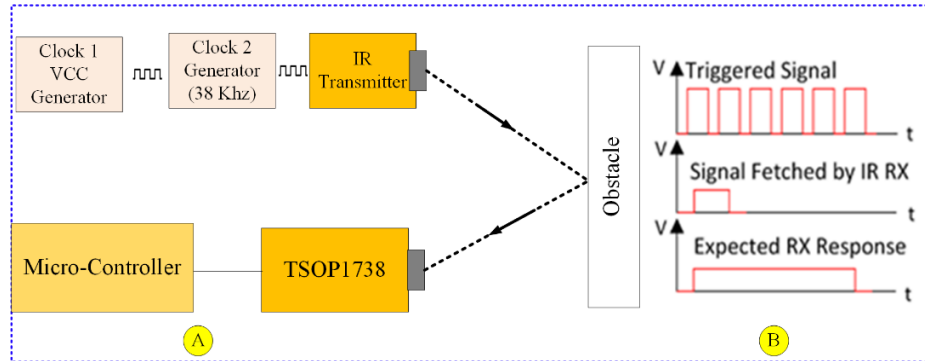 Clock 1
VCC
Generator
Clock 2
Generator
(38 Khz)
IR
Transmitter
Micro-Controller
TSOP1738
Obstacle
V
Triggered Signal
t
V
Signal Fetched by IR RX
t
V
Expected RX Response
t
A
B